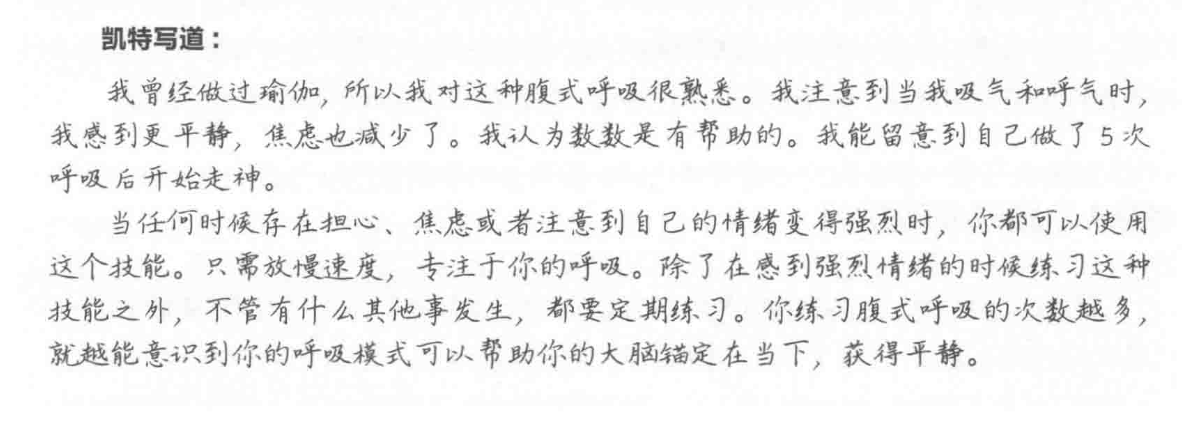 凯特写道：
我曾经做过瑜伽，所以我对这种腹式呼吸很熟悉。我注意到当我吸气和呼气时，
我感到更平静，焦虑也减少了。我认为数数是有帮助的。我能留意到自己做了5次
呼吸后开始走神。
当任何时候存在担心、焦虑或者注意到自己的情绪变得强烈时，你都可以使用
这个技能。只需放慢速度，专注于你的呼吸。除了在感到强烈情绪的时候练习这种
技能之外，不管有什么其他事发生，都要定期练习。你练习腹式呼吸的次数越多，
就越能意识到你的呼吸模式可以帮助你的大脑锚定在当下，获得平静。